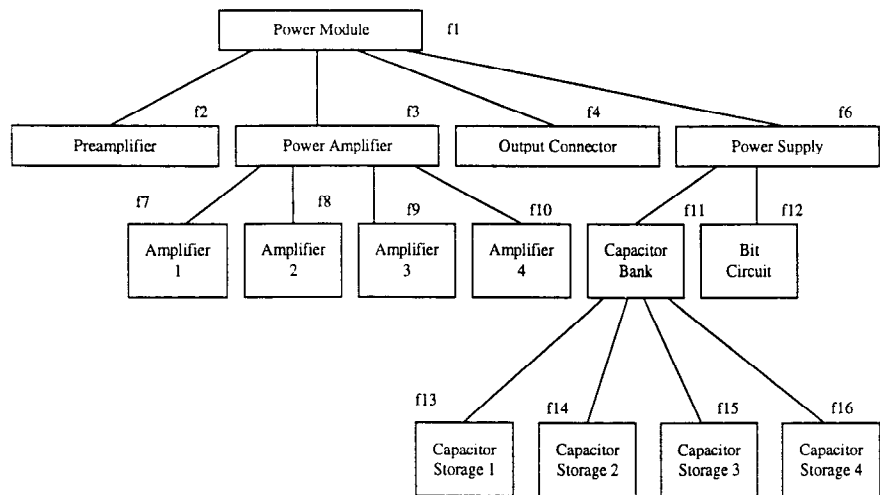 Power Module f1
f2 f3 f4 f6
Preamplifier Power Amplifier Output Connector Power Supply
f7 f8 f9 f10 f11 f12
Amplifier 1
Amplifier 2
Amplifier 3
Amplifier 4
Capacitor Bank
Bit Circuit
f13 f14 f15 f16
Capacitor Storage 1
Capacitor Storage 2
Capacitor Storage 3
Capacitor Storage 4